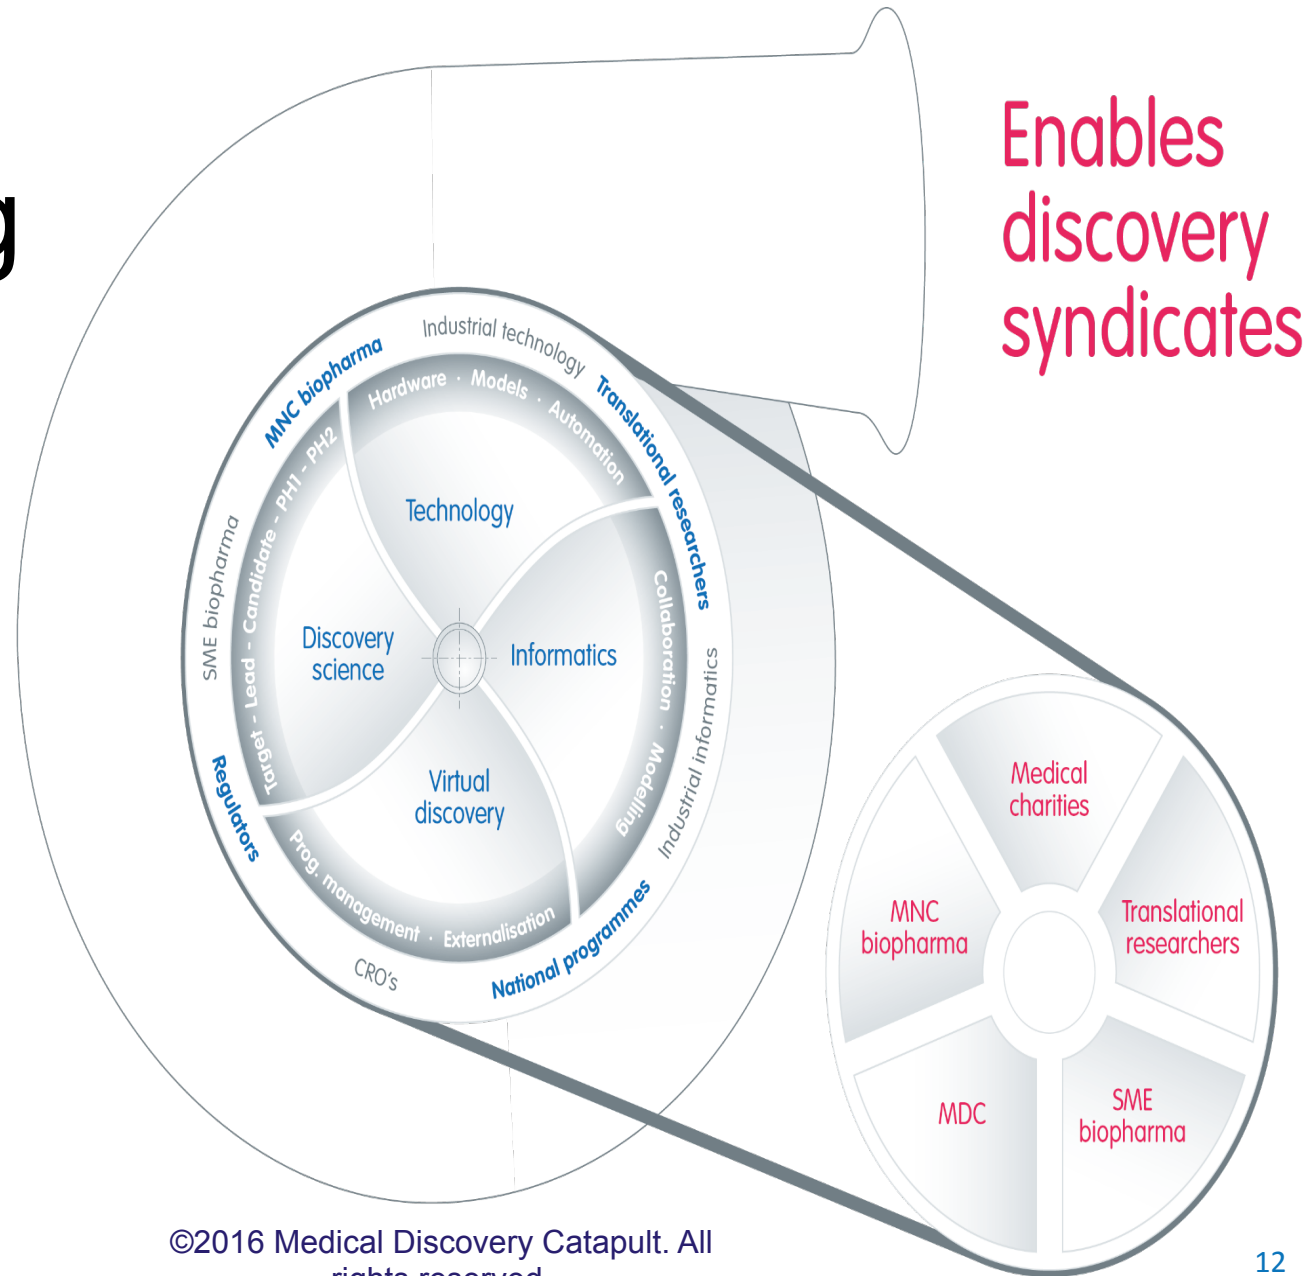 g
Enables
discovery
syndicates
Industrial technology
MNC biopharma
Translational researchers
SME biopharma
Industrial informatics
Regulators
National programmes
CRO's
Hardware · Models · Automation
Target - Lead - Candidate - PH1 - PH2
Collaboration · Modelling
Prog. management · Externalisation
Technology
Discovery
science
Informatics
Virtual
discovery
Medical
charities
MNC
biopharma
Translational
researchers
MDC
SME
biopharma
©2016 Medical Discovery Catapult. All
rights reserved
12